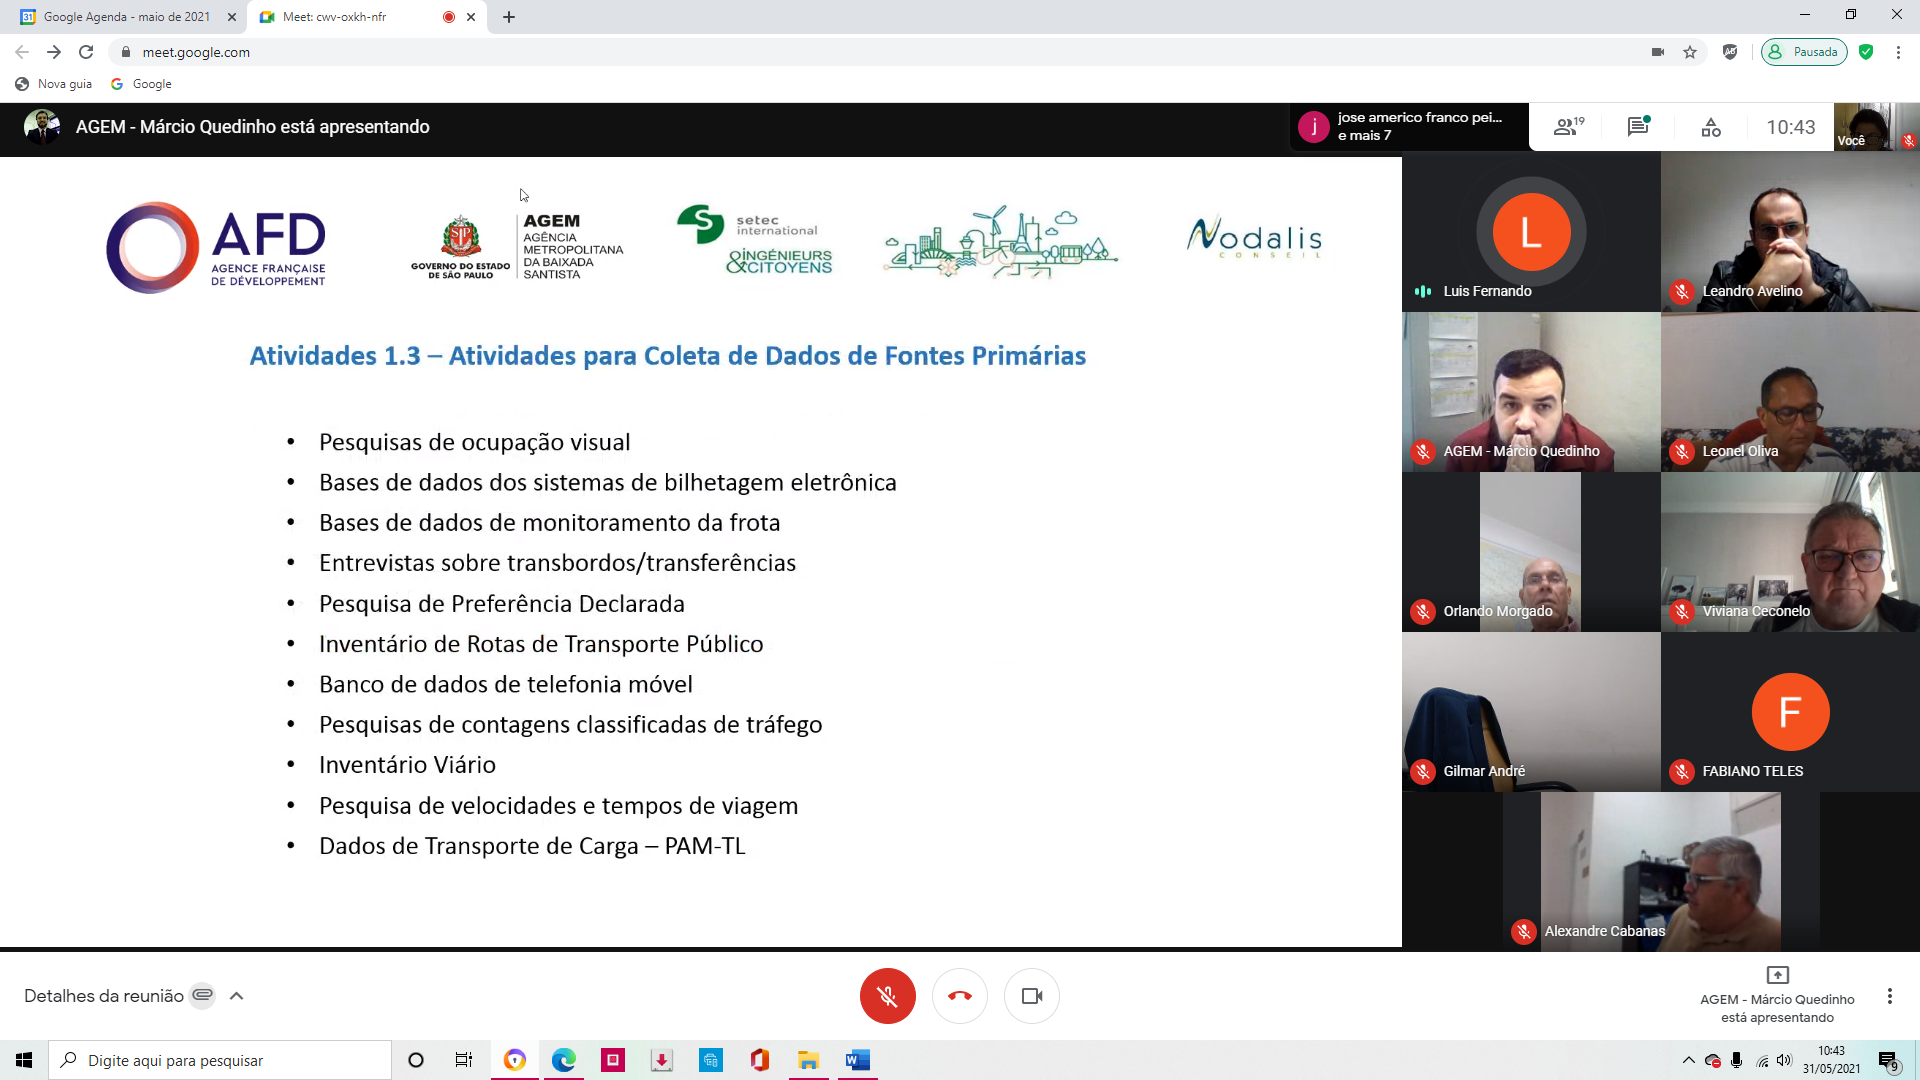 Google Agenda - maio de 2021
Meet: cwv-oxkh-nfr
meet.google.com
Pausada
Nova guia
Google
AGEM - Márcio Quedinho está apresentando
j
jose americo franco pei...
e mais 7
19
10:43
Você
AFD
AGENCE FRANÇAISE
DE DÉVELOPPEMENT
GOVERNO DO ESTADO
DE SÃO PAULO
AGEM
AGÊNCIA
METROPOLITANA
DA BAIXADA
SANTISTA
setec
international
INGÉNIEURS
&CITOYENS
Nodalis
CONSEIL
Atividades 1.3 – Atividades para Coleta de Dados de Fontes Primárias
• Pesquisas de ocupação visual
• Bases de dados dos sistemas de bilhetagem eletrônica
• Bases de dados de monitoramento da frota
• Entrevistas sobre transbordos/transferências
• Pesquisa de Preferência Declarada
• Inventário de Rotas de Transporte Público
• Banco de dados de telefonia móvel
• Pesquisas de contagens classificadas de tráfego
• Inventário Viário
• Pesquisa de velocidades e tempos de viagem
• Dados de Transporte de Carga – PAM-TL
L
Luis Fernando
Leandro Avelino
AGEM - Márcio Quedinho
Leonel Oliva
Orlando Morgado
Viviana Ceconelo
Gilmar André
F
FABIANO TELES
Alexandre Cabanas
Detalhes da reunião
AGEM - Márcio Quedinho
está apresentando
Digite aqui para pesquisar
10:43
31/05/2021
9